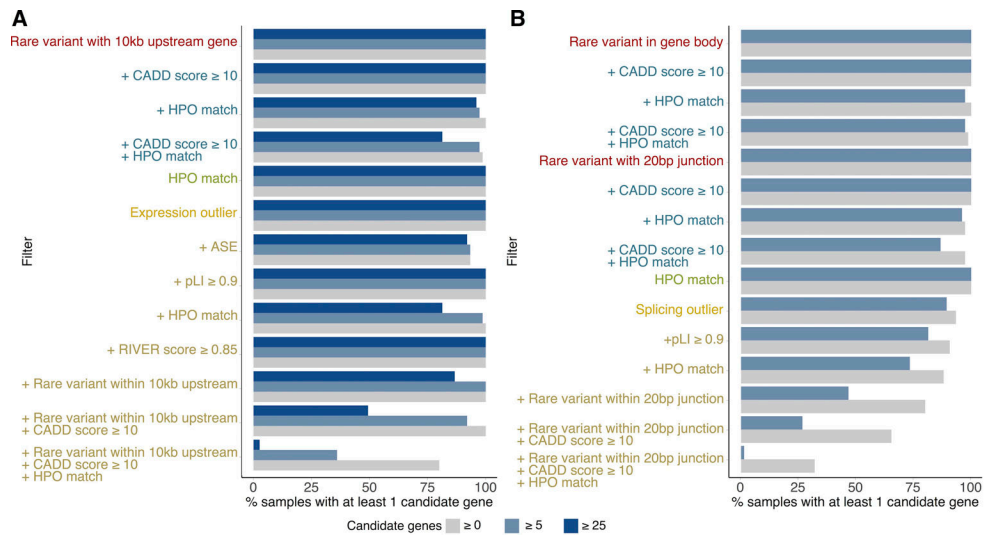 A
Rare variant with 10kb upstream gene
+ CADD score ≥ 10
+ HPO match
+ CADD score ≥ 10
+ HPO match
HPO match
Expression outlier
+ ASE
+ pLI ≥ 0.9
+ HPO match
+ RIVER score ≥ 0.85
+ Rare variant within 10kb upstream
+ Rare variant within 10kb upstream
+ CADD score ≥ 10
+ Rare variant within 10kb upstream
+ CADD score ≥ 10
+ HPO match
Filter
0 25 50 75 100
% samples with at least 1 candidate gene
B
Rare variant in gene body
+ CADD score ≥ 10
+ HPO match
+ CADD score ≥ 10
+ HPO match
Rare variant with 20bp junction
+ CADD score ≥ 10
+ HPO match
+ CADD score ≥ 10
+ HPO match
HPO match
Splicing outlier
+pLI ≥ 0.9
+ HPO match
+ Rare variant within 20bp junction
+ Rare variant within 20bp junction
+ CADD score ≥ 10
+ Rare variant within 20bp junction
+ CADD score ≥ 10
+ HPO match
Filter
0 25 50 75 100
% samples with at least 1 candidate gene
Candidate genes ≥ 0 ≥ 5 ≥ 25